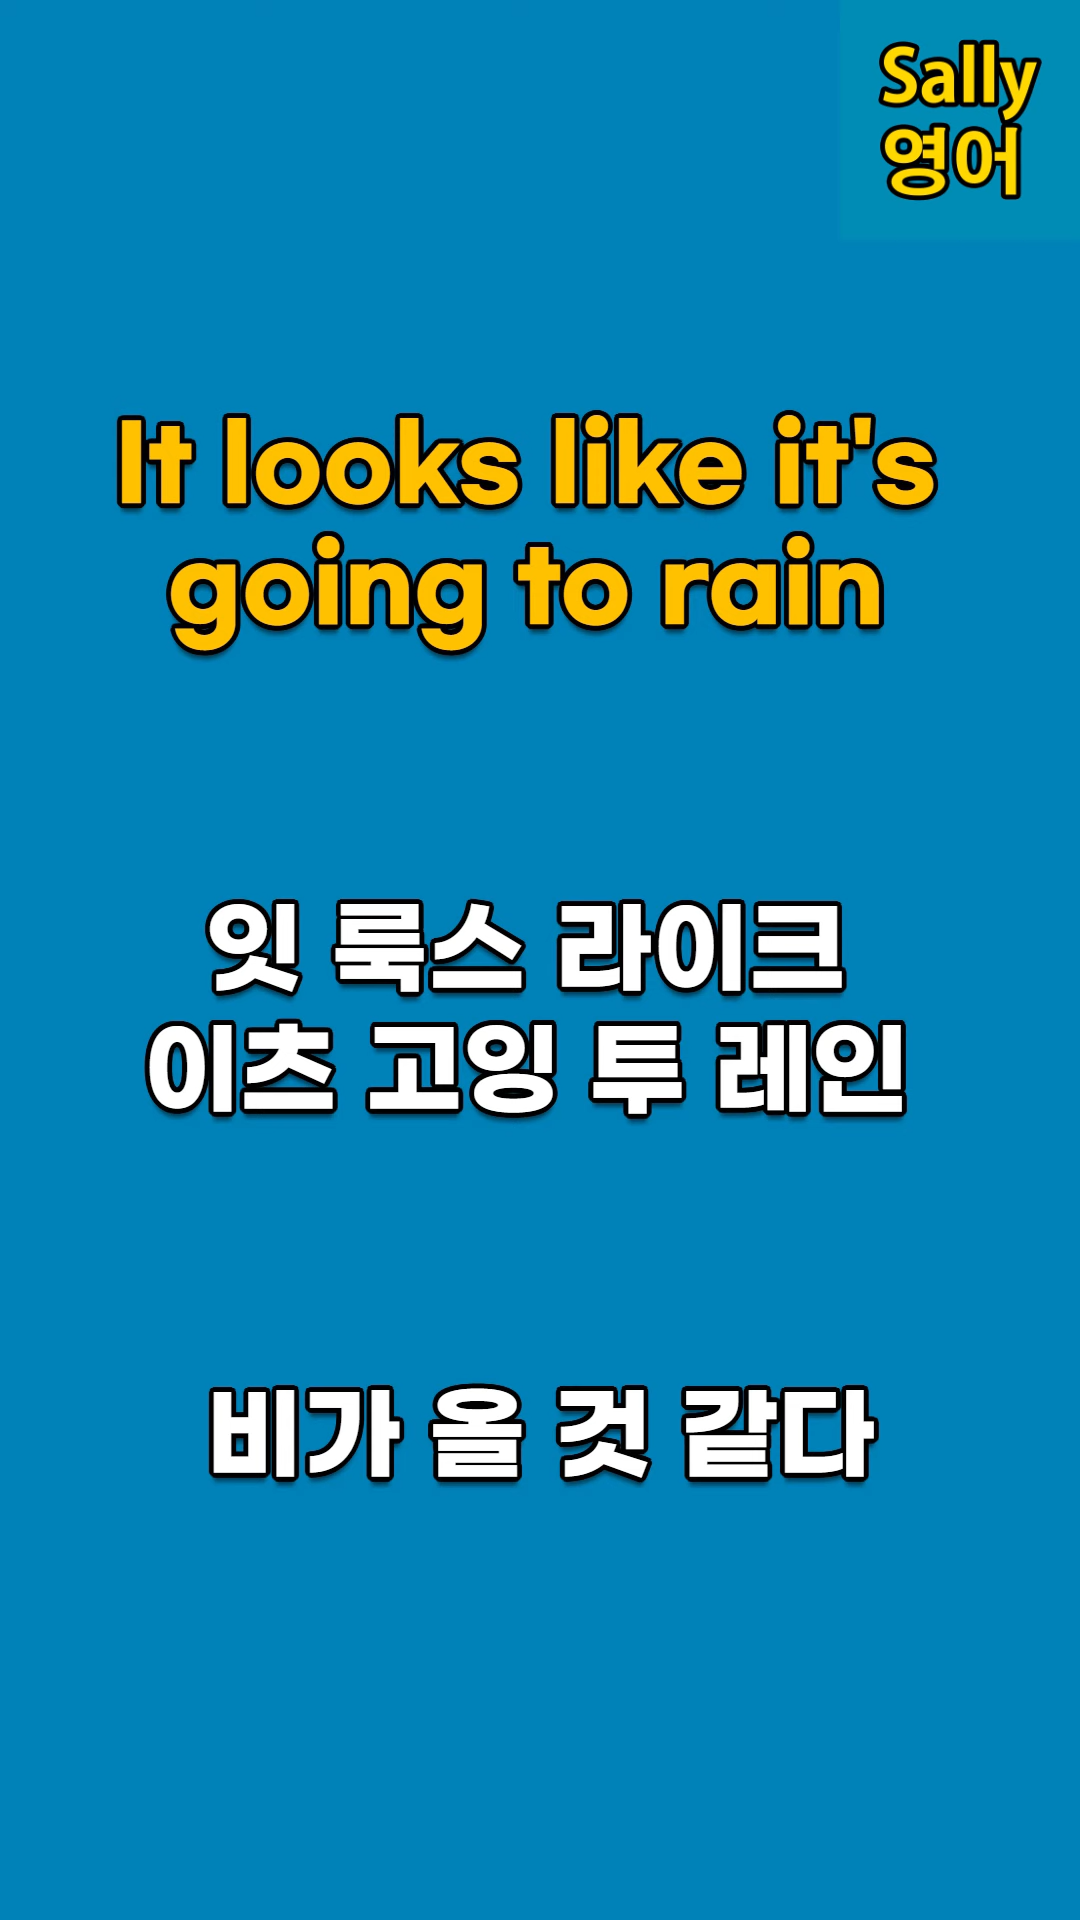 Sally
영어
It looks like it's
going to rain
잇 룩스 라이크
이츠 고잉 투 레인
비가 올 것 같다